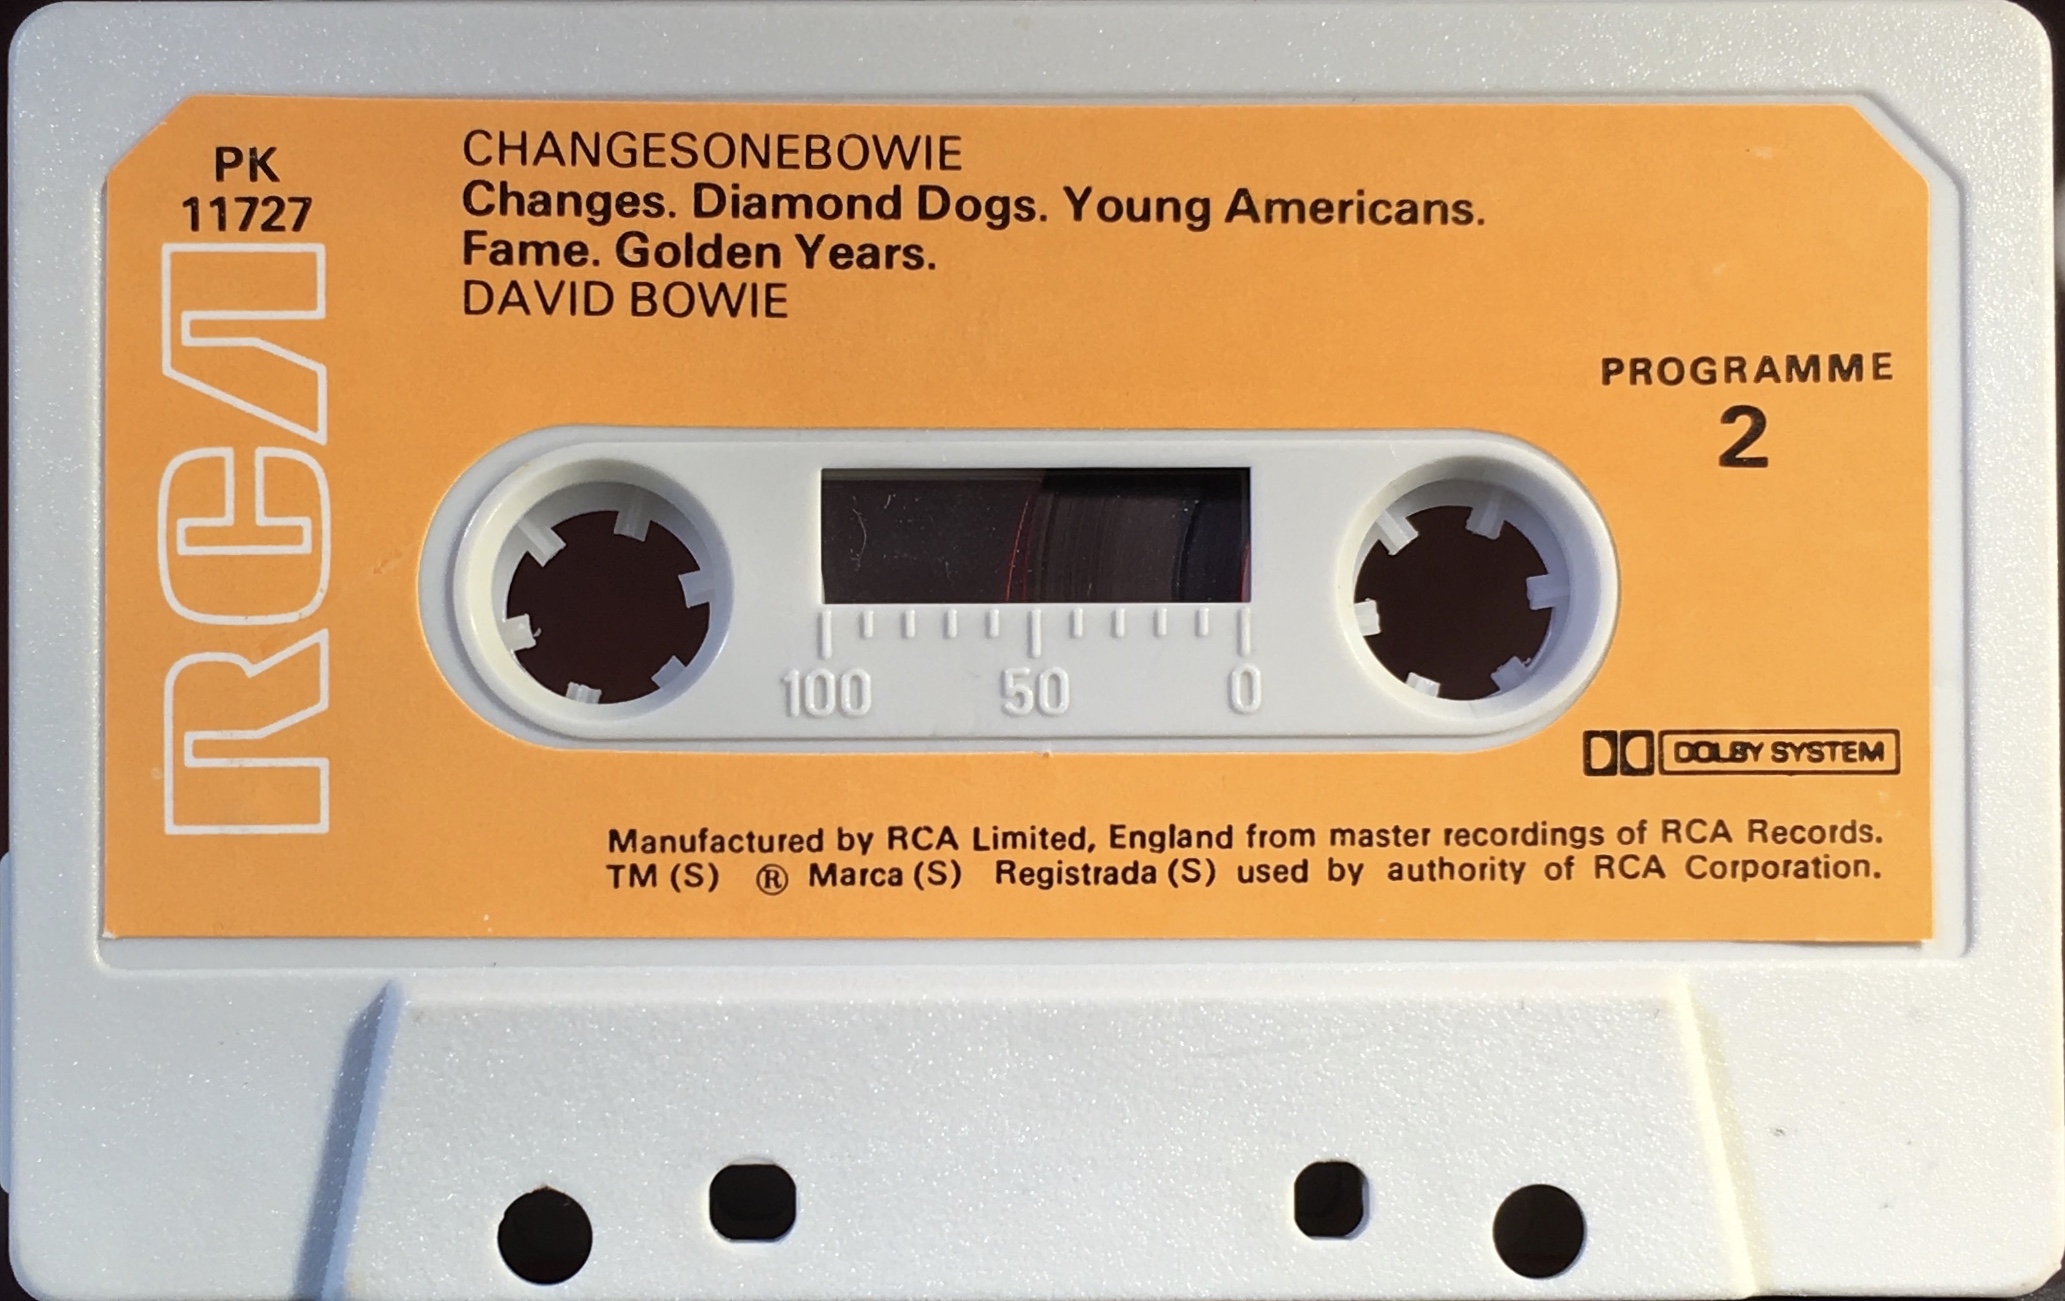 PK
11727
RCA
CHANGESONEBOWIE
Changes. Diamond Dogs. Young Americans.
Fame. Golden Years.
DAVID BOWIE
PROGRAMME
2
100 50 0
DOLBY SYSTEM
Manufactured by RCA Limited, England from master recordings of RCA Records.
TM (S) ® Marca (S) Registrada (S) used by authority of RCA Corporation.